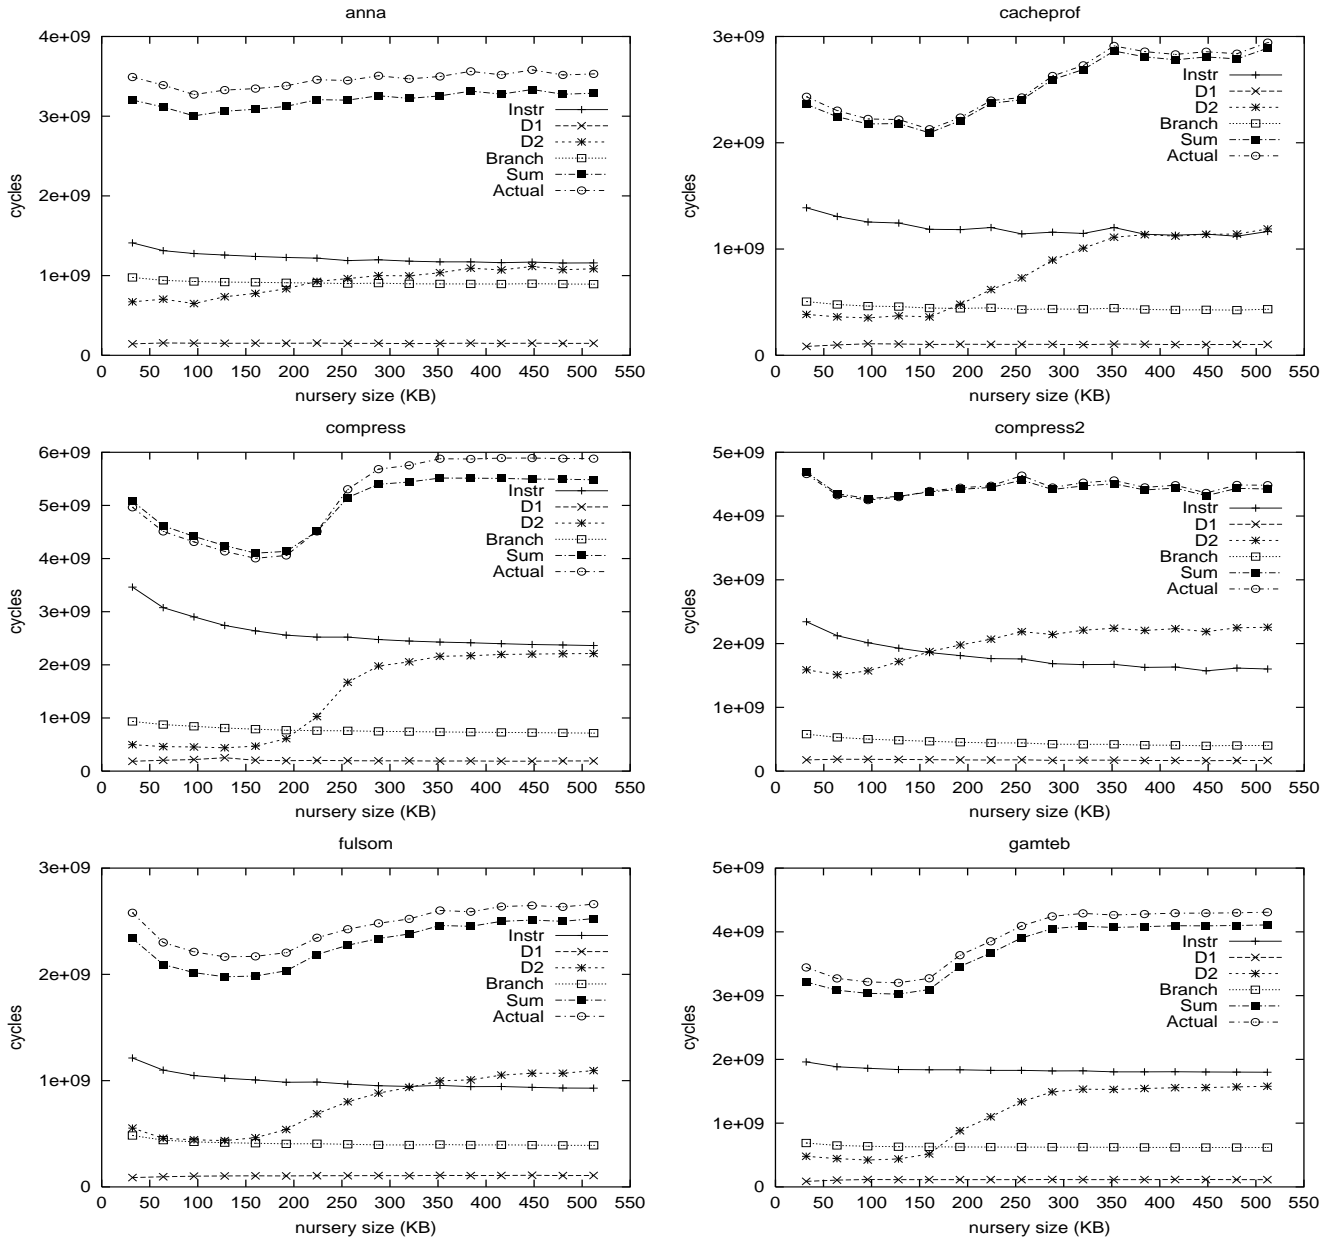 anna
4e+09
3e+09
2e+09
1e+09
0
cycles
Instr
D1
D2
Branch
Sum
Actual
0 50 100 150 200 250 300 350 400 450 500 550
nursery size (KB)
cacheprof
3e+09
2e+09
1e+09
0
cycles
Instr
D1
D2
Branch
Sum
Actual
0 50 100 150 200 250 300 350 400 450 500 550
nursery size (KB)
compress
6e+09
5e+09
4e+09
3e+09
2e+09
1e+09
0
cycles
Instr
D1
D2
Branch
Sum
Actual
0 50 100 150 200 250 300 350 400 450 500 550
nursery size (KB)
compress2
5e+09
4e+09
3e+09
2e+09
1e+09
0
cycles
Instr
D1
D2
Branch
Sum
Actual
0 50 100 150 200 250 300 350 400 450 500 550
nursery size (KB)
fulsom
3e+09
2e+09
1e+09
0
cycles
Instr
D1
D2
Branch
Sum
Actual
0 50 100 150 200 250 300 350 400 450 500 550
nursery size (KB)
gamteb
5e+09
4e+09
3e+09
2e+09
1e+09
0
cycles
Instr
D1
D2
Branch
Sum
Actual
0 50 100 150 200 250 300 350 400 450 500 550
nursery size (KB)